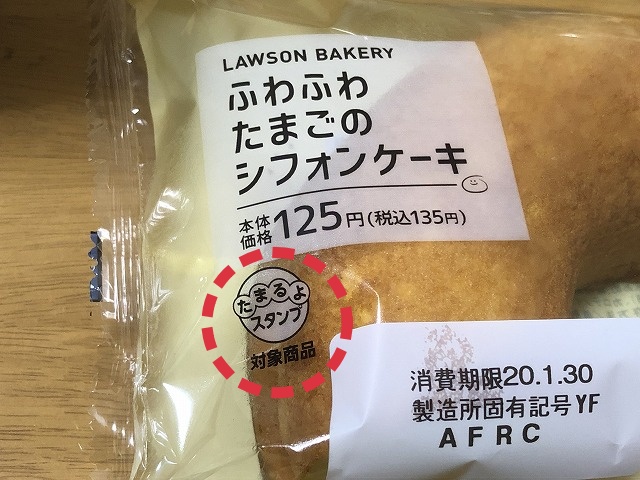 LAWSON BAKERY
ふわふわ
たまごの
シフォンケーキ
本体
価格 125円(税込135円)
たまるよ
スタンプ
対象商品
消費期限20.1.30
製造所固有記号YF
AFRC